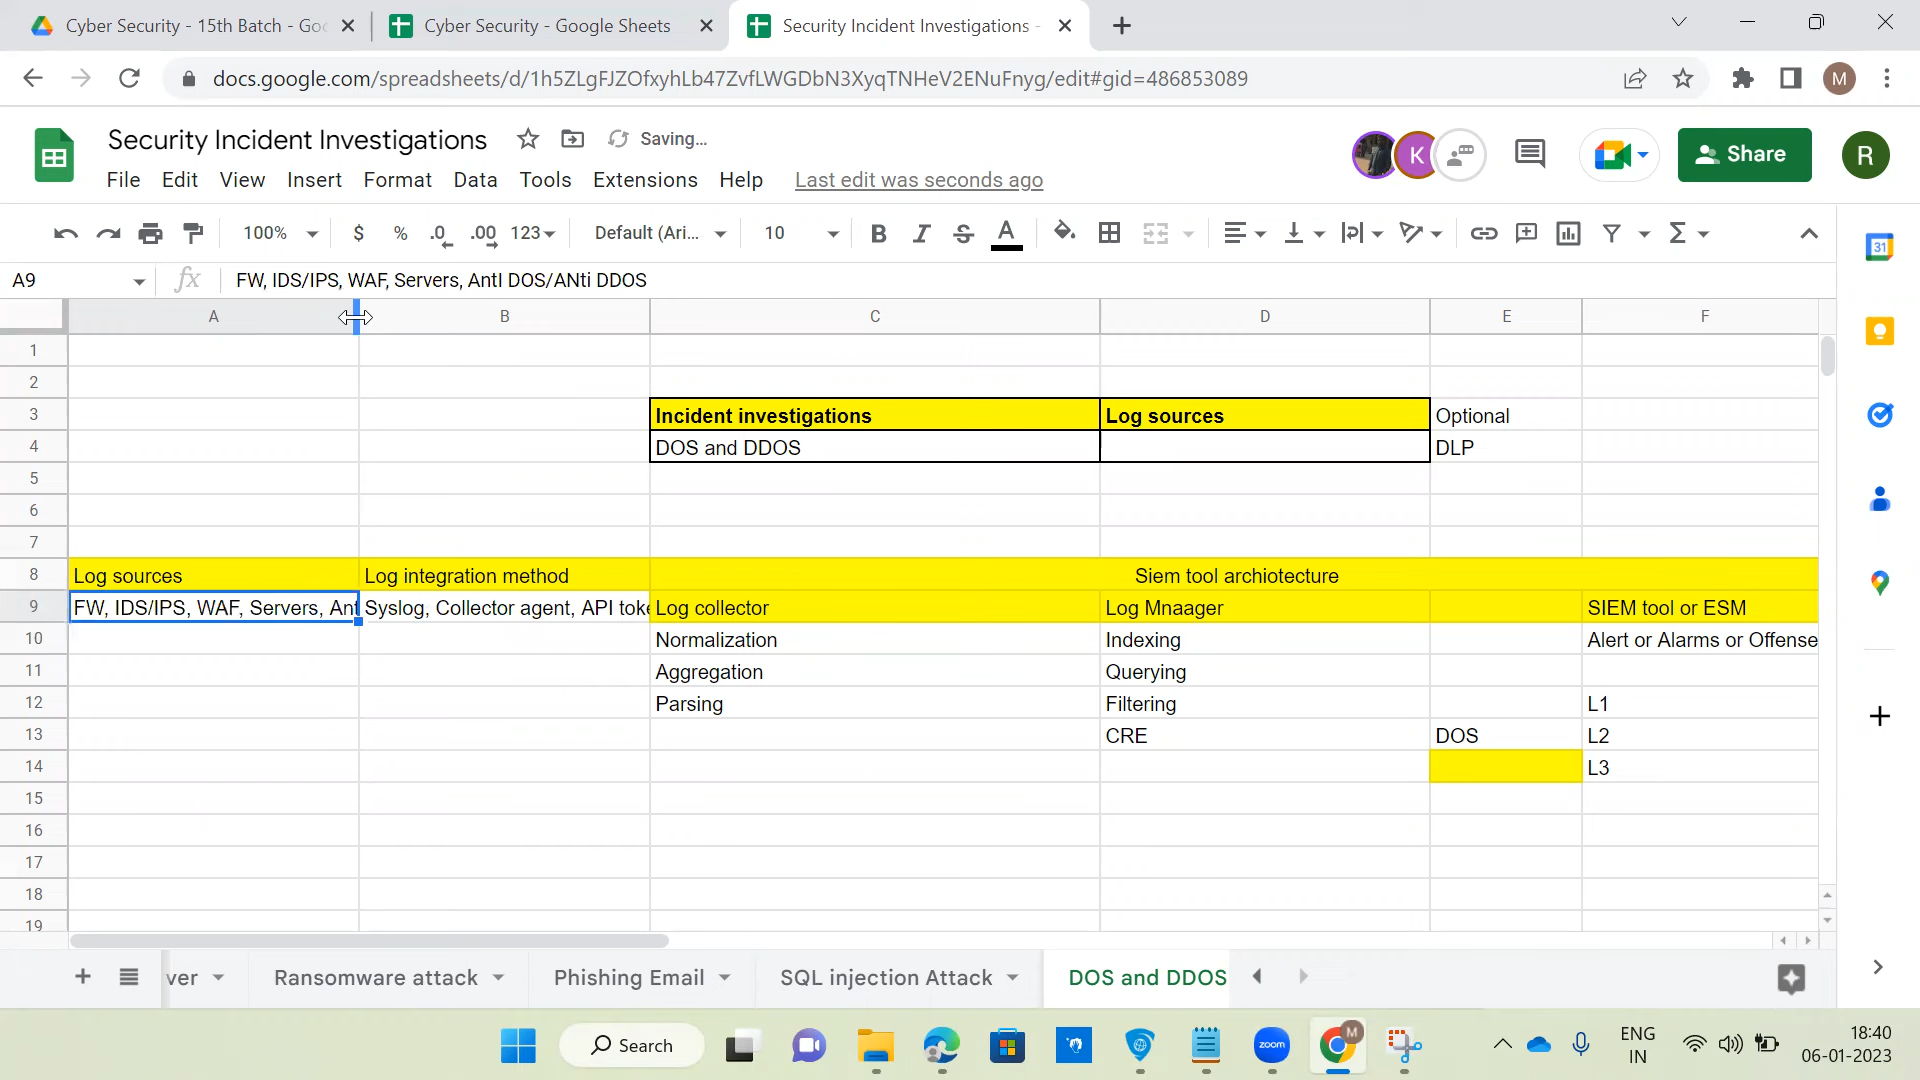 Cyber Security - 15th Batch - Goo
Cyber Security - Google Sheets
Security Incident Investigations -
docs.google.com/spreadsheets/d/1h5ZLgFJZOfxyhLb47ZvfLWGDbN3XyqTNHeV2ENuFnyg/edit#gid=486853089
M
Security Incident Investigations
Saving...
K
Share
R
File Edit View Insert Format Data Tools Extensions Help Last edit was seconds ago
100% $ % .0 .00 123 Default (Ari... 10 B I S A Σ
31
A9 fx FW, IDS/IPS, WAF, Servers, AntI DOS/ANti DDOS
A B C D E F
1
2
3 Incident investigations Log sources Optional
4 DOS and DDOS DLP
5
6
7
8 Log sources Log integration method Siem tool archiotecture
9 FW, IDS/IPS, WAF, Servers, Ant Syslog, Collector agent, API toke Log collector Log Mnaager SIEM tool or ESM
10 Normalization Indexing Alert or Alarms or Offense
11 Aggregation Querying
12 Parsing Filtering L1
13 CRE DOS L2
14 L3
15
16
17
18
19
ver Ransomware attack Phishing Email SQL injection Attack DOS and DDOS
Search
zoom
M
ENG
IN
18:40
06-01-2023